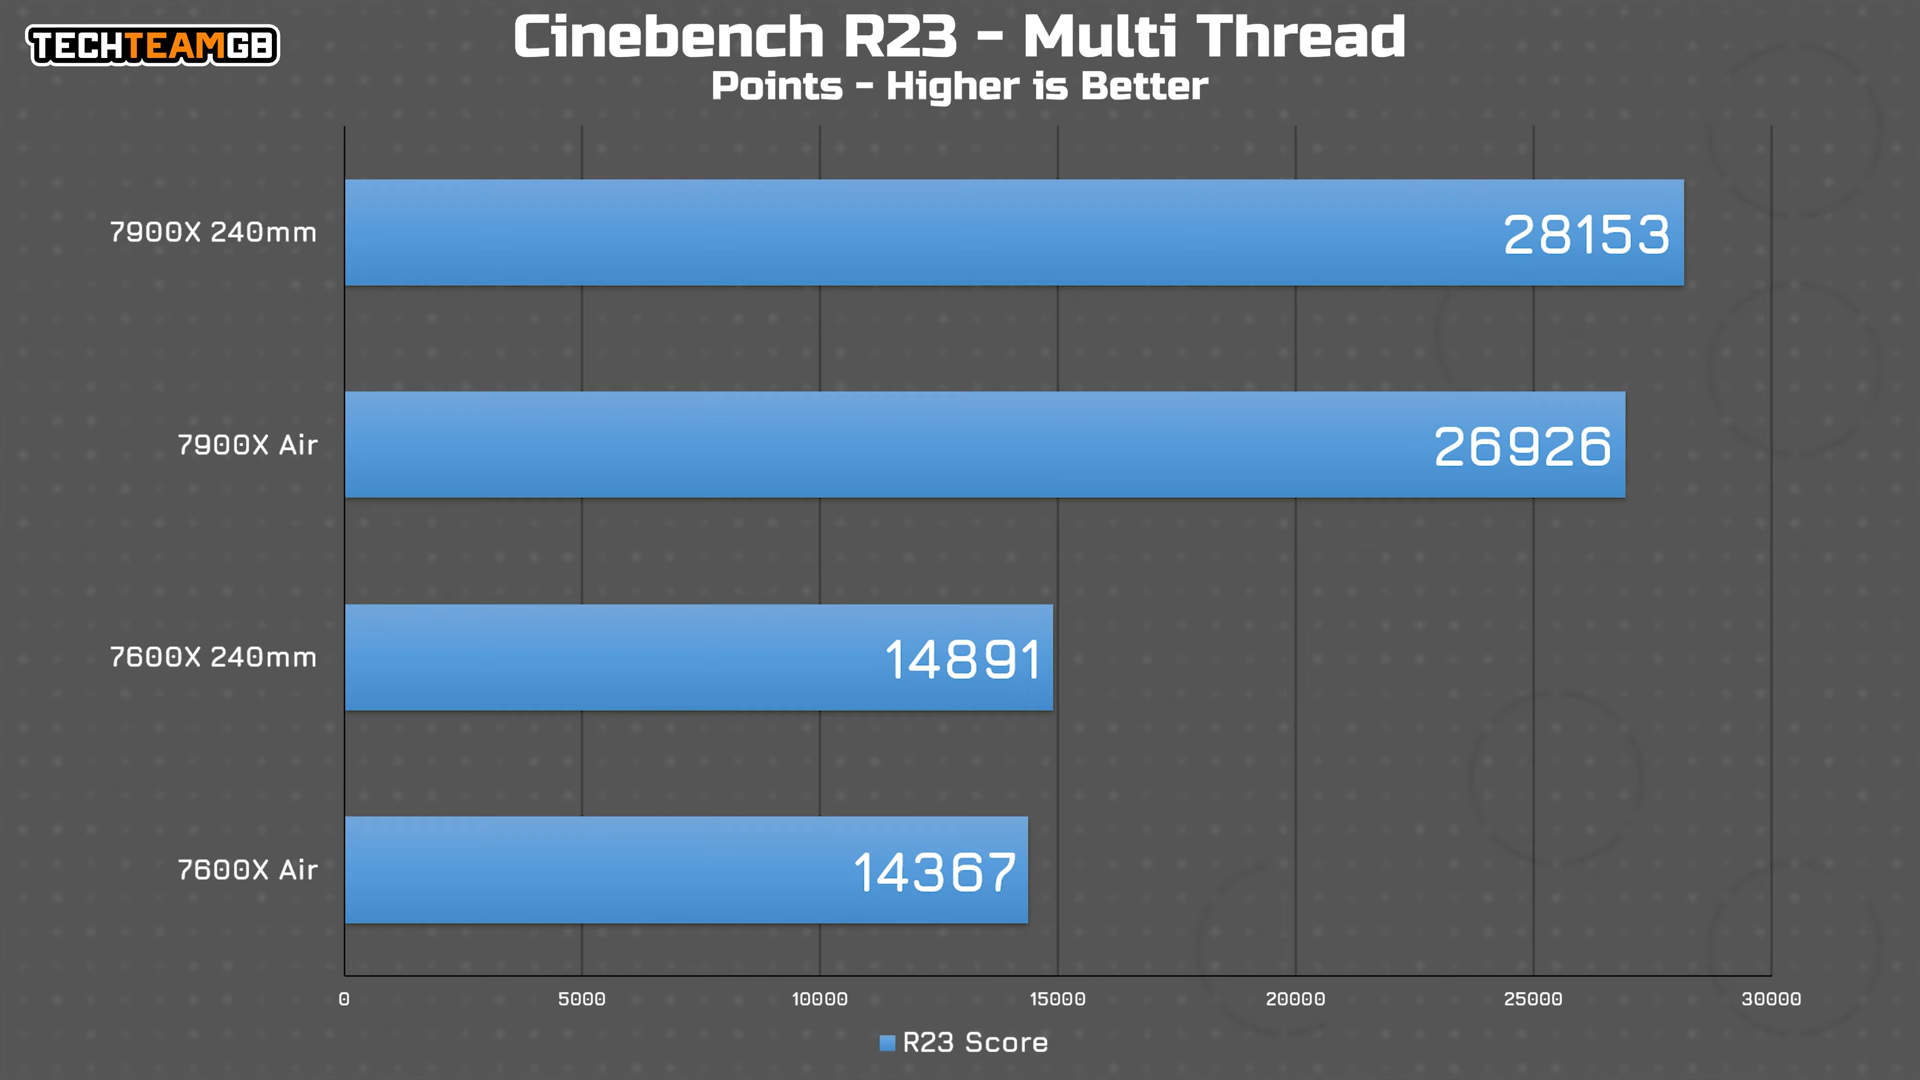 TECHTEAMGB
Cinebench R23 - Multi Thread
Points - Higher is Better
7900X 240mm
28153
7900X Air
26926
7600X 240mm
14891
7600X Air
14367
0 5000 10000 15000 20000 25000 30000
R23 Score